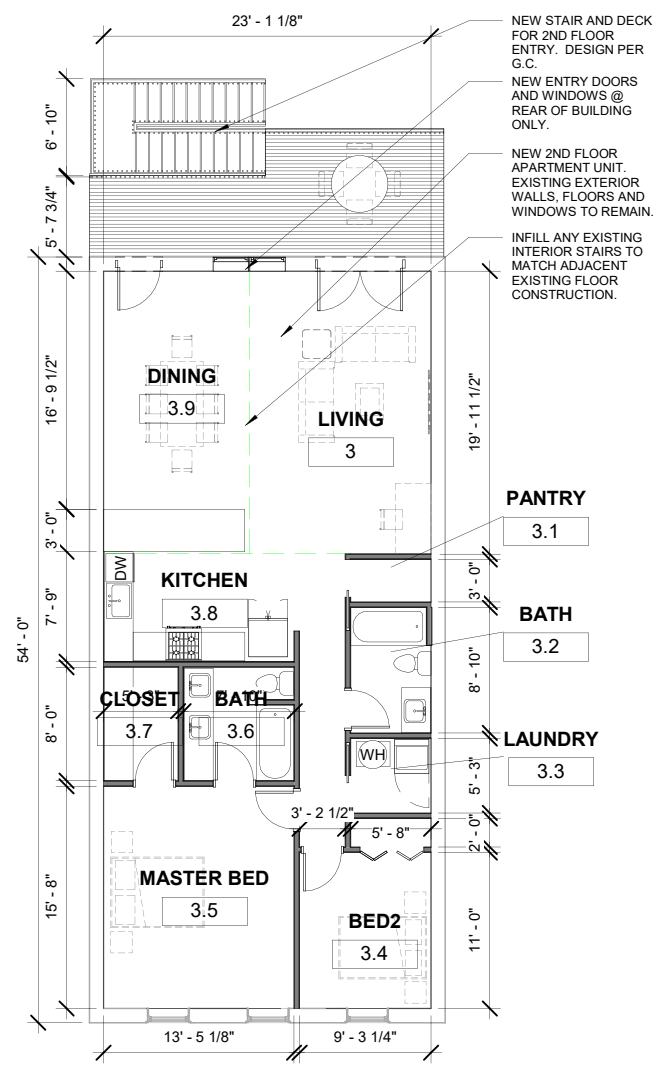 23' - 1 1/8"
NEW STAIR AND DECK
FOR 2ND FLOOR
ENTRY. DESIGN PER
G.C.
NEW ENTRY DOORS
AND WINDOWS @
REAR OF BUILDING
ONLY.
NEW 2ND FLOOR
APARTMENT UNIT.
EXISTING EXTERIOR
WALLS, FLOORS AND
WINDOWS TO REMAIN.
INFILL ANY EXISTING
INTERIOR STAIRS TO
MATCH ADJACENT
EXISTING FLOOR
CONSTRUCTION.
6' - 10"
5' - 7 3/4"
16' - 9 1/2"
19' - 11 1/2"
DINING
3.9
LIVING
3
PANTRY
3.1
3' - 0"
3' - 0"
DW
KITCHEN
3.8
7' - 9"
54' - 0"
BATH
3.2
8' - 10"
CLOSET
3.7
BATH
3.6
8' - 0"
LAUNDRY
3.3
WH
5' - 3"
3' - 2 1/2"
5' - 8"
2' - 0"
MASTER BED
3.5
15' - 8"
BED2
3.4
11' - 0"
13' - 5 1/8"
9' - 3 1/4"